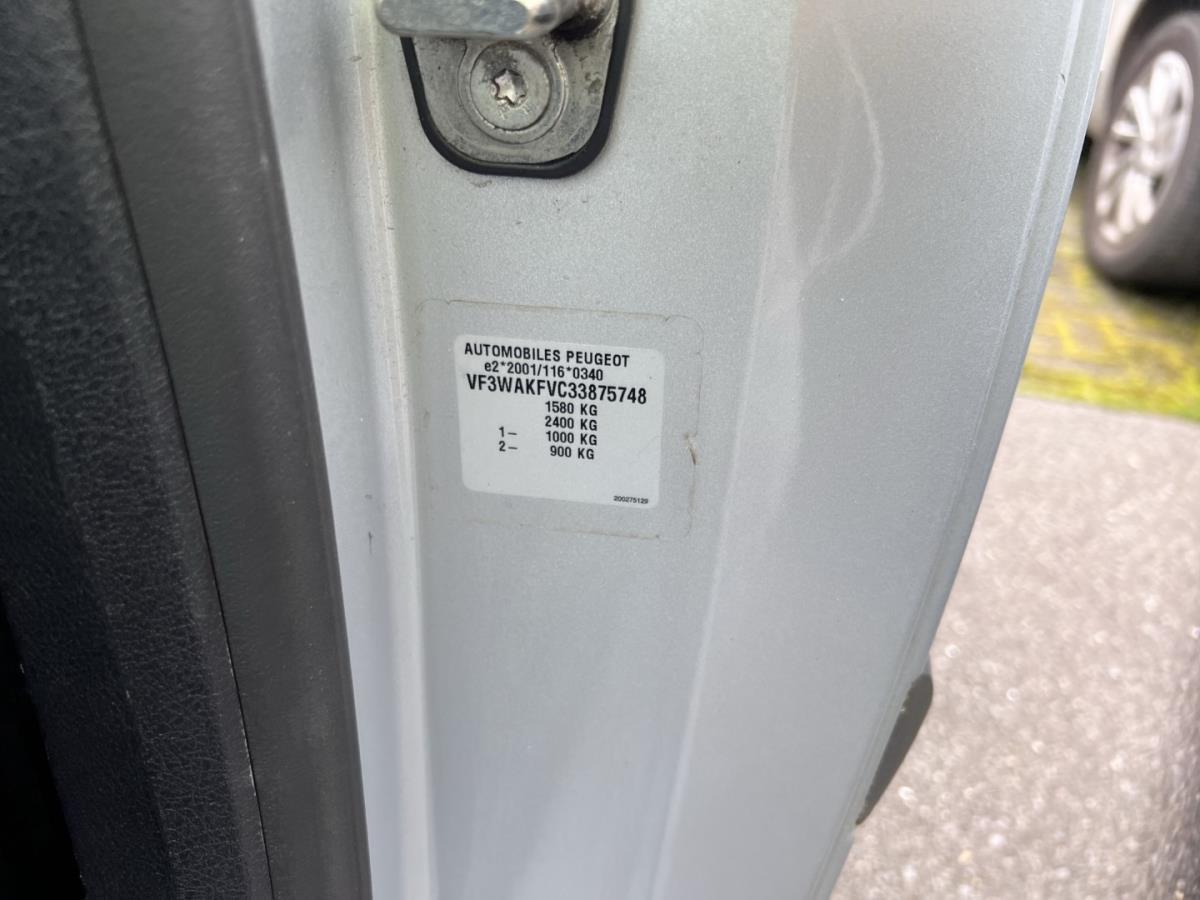 AUTOMOBILES PEUGEOT
e2*2001/116*0340
VF3WAKFVC33875748
1580 KG
2400 KG
1– 1000 KG
2– 900 KG
200275129